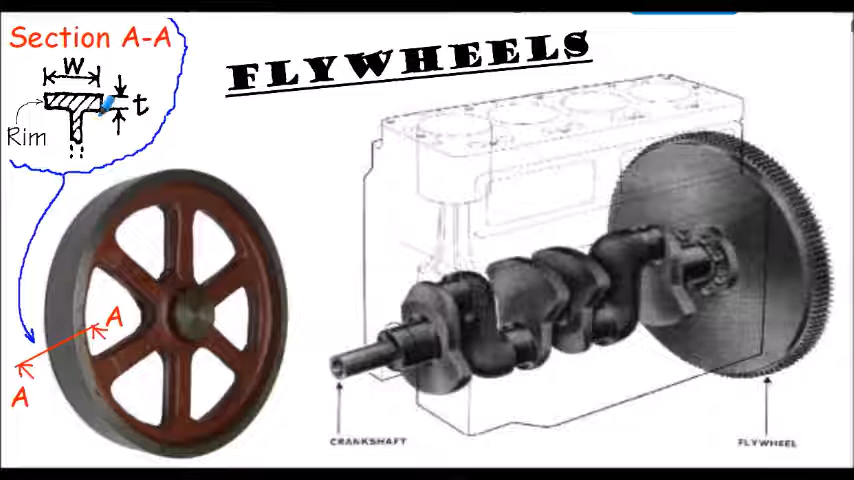 Section A-A
W
t
Rim
FLYWHEELS
A
A
CRANKSHAFT
FLYWHEEL